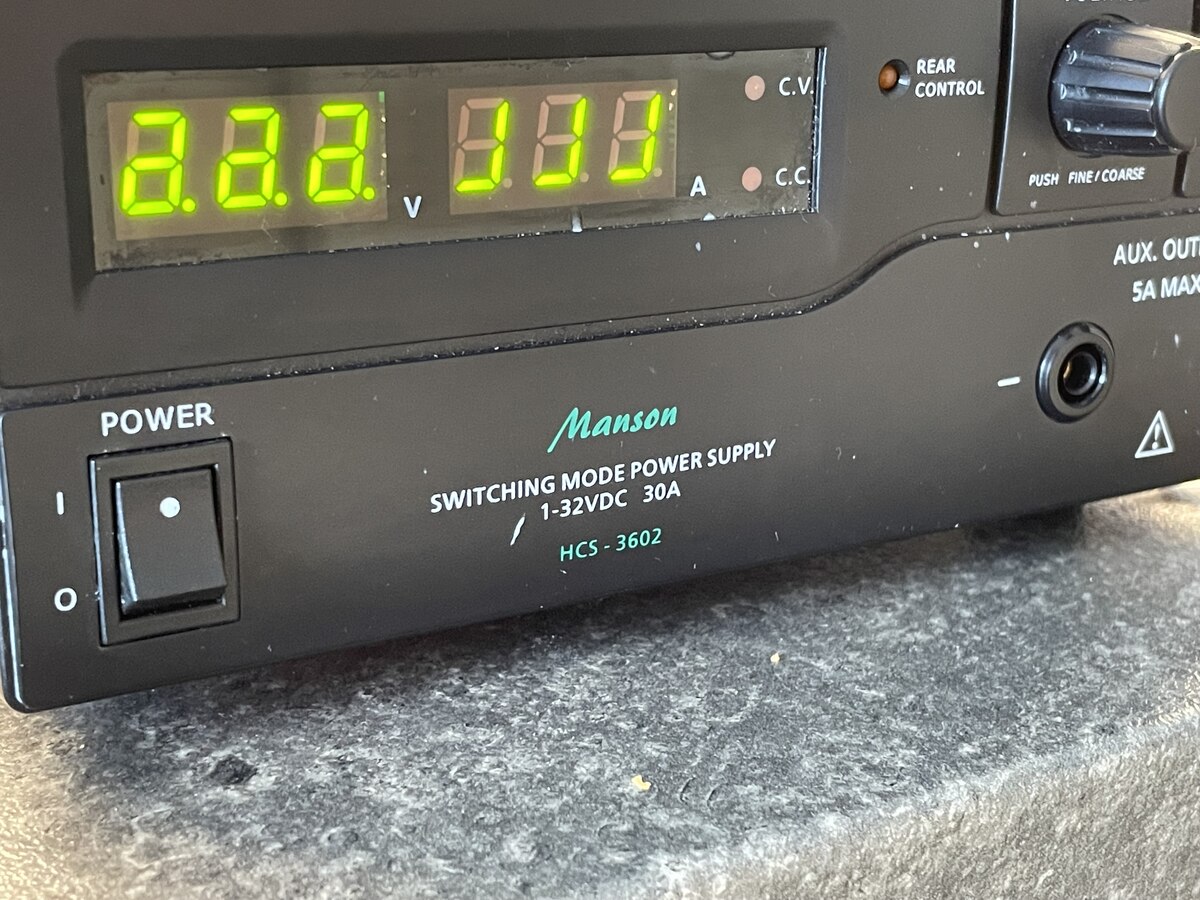 a.a.a. V
JJJ A
C.V.
C.C.
REAR
CONTROL
PUSH FINE/COARSE
AUX. OUT
5A MAX
POWER
I
O
Manson
SWITCHING MODE POWER SUPPLY
1-32VDC 30A
HCS - 3602
–